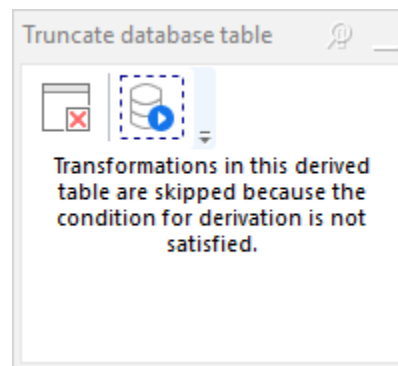 Truncate database table
Transformations in this derived
table are skipped because the
condition for derivation is not
satisfied.